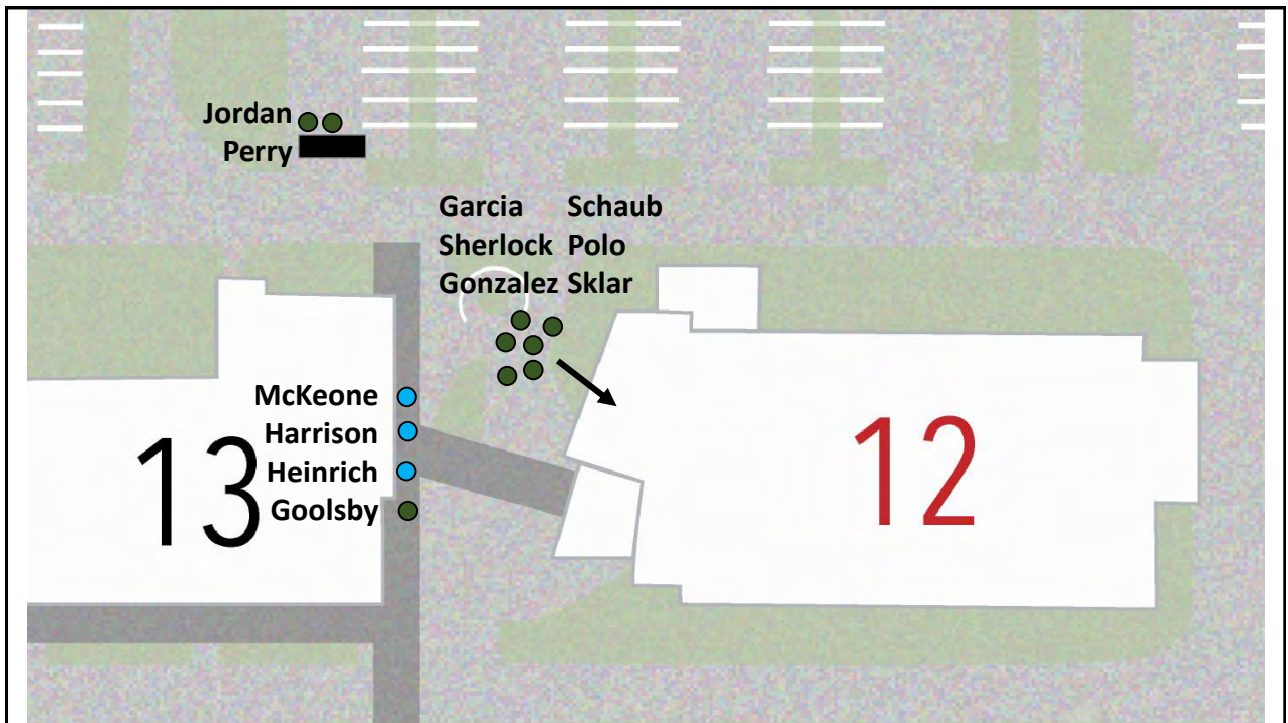 Jordan
Perry
Garcia Schaub
Sherlock Polo
Gonzalez Sklar
McKeone
Harrison
Heinrich
Goolsby
13
12